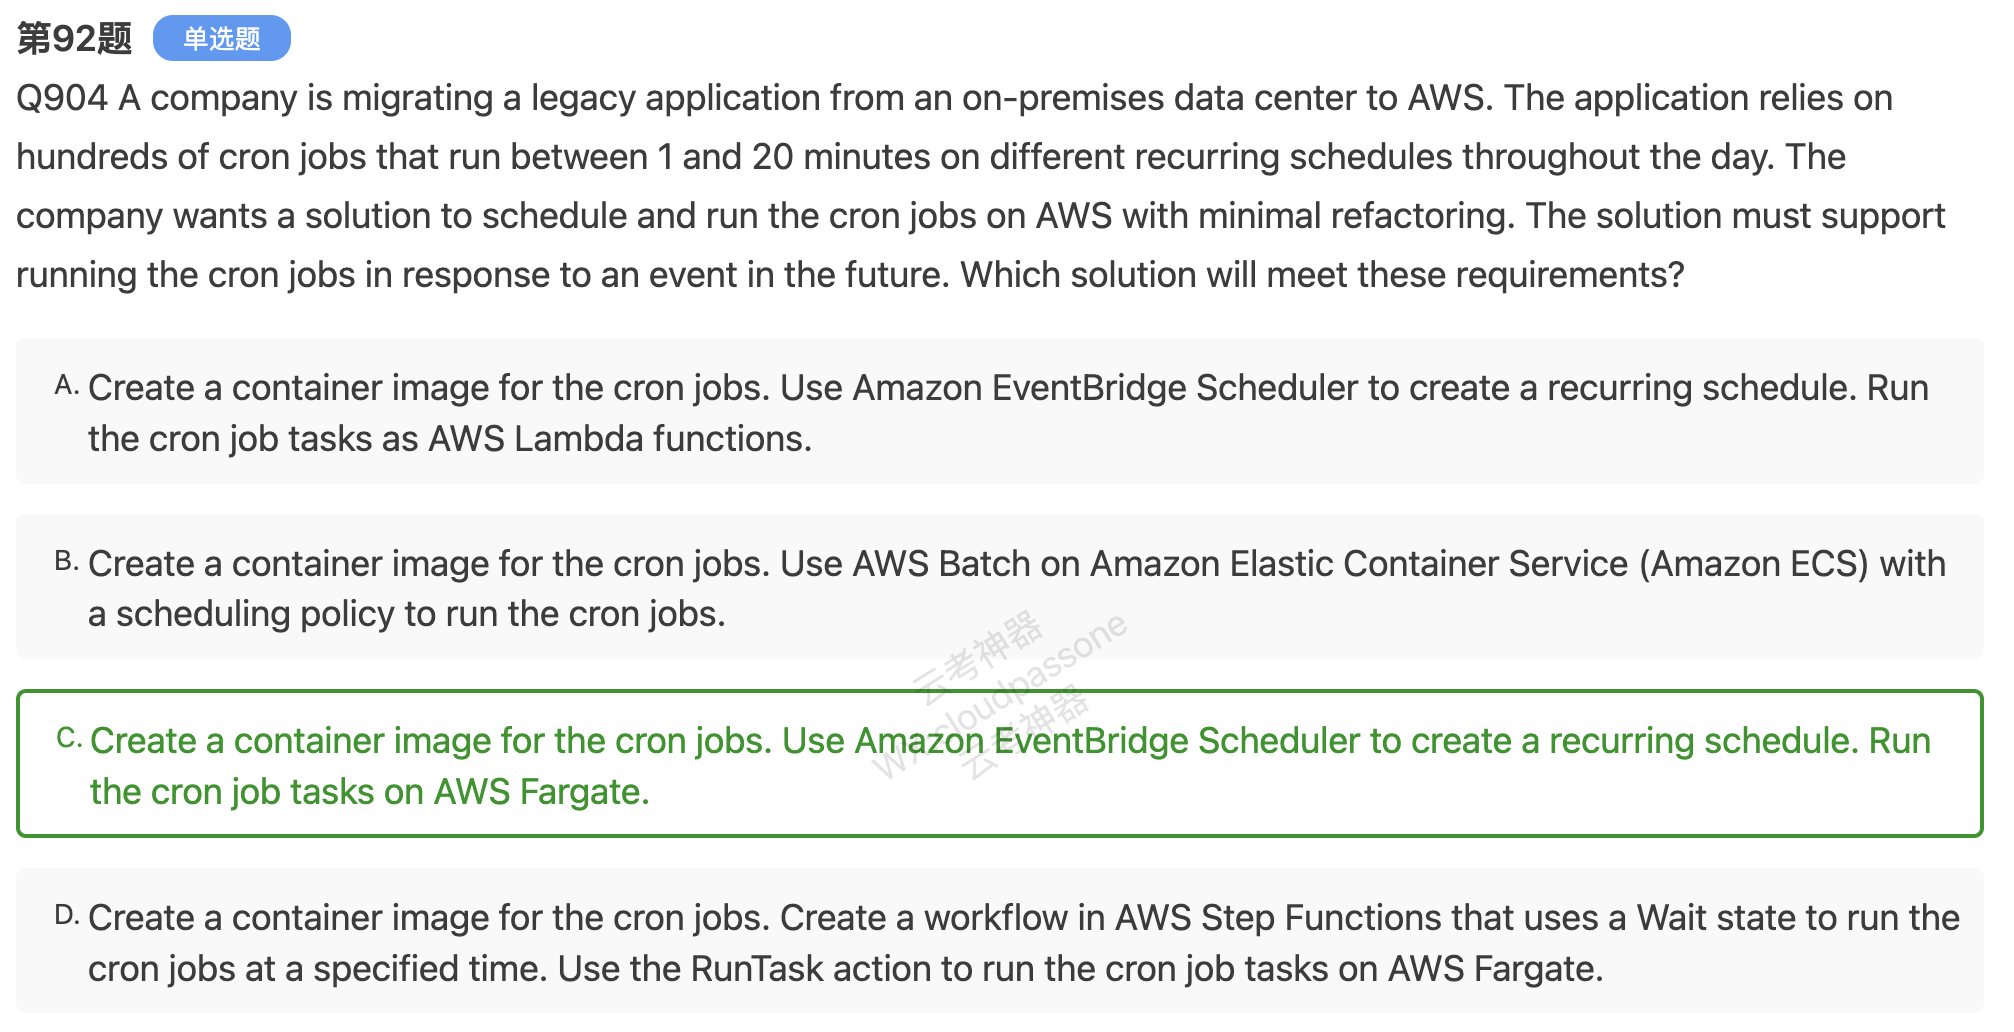 第92题 单选题
Q904 A company is migrating a legacy application from an on-premises data center to AWS. The application relies on
hundreds of cron jobs that run between 1 and 20 minutes on different recurring schedules throughout the day. The
company wants a solution to schedule and run the cron jobs on AWS with minimal refactoring. The solution must support
running the cron jobs in response to an event in the future. Which solution will meet these requirements?
A. Create a container image for the cron jobs. Use Amazon EventBridge Scheduler to create a recurring schedule. Run
the cron job tasks as AWS Lambda functions.
B. Create a container image for the cron jobs. Use AWS Batch on Amazon Elastic Container Service (Amazon ECS) with
a scheduling policy to run the cron jobs.
云考神器
cloudpassone
云考神器
C. Create a container image for the cron jobs. Use Amazon EventBridge Scheduler to create a recurring schedule. Run
the cron job tasks on AWS Fargate.
D. Create a container image for the cron jobs. Create a workflow in AWS Step Functions that uses a Wait state to run the
cron jobs at a specified time. Use the RunTask action to run the cron job tasks on AWS Fargate.